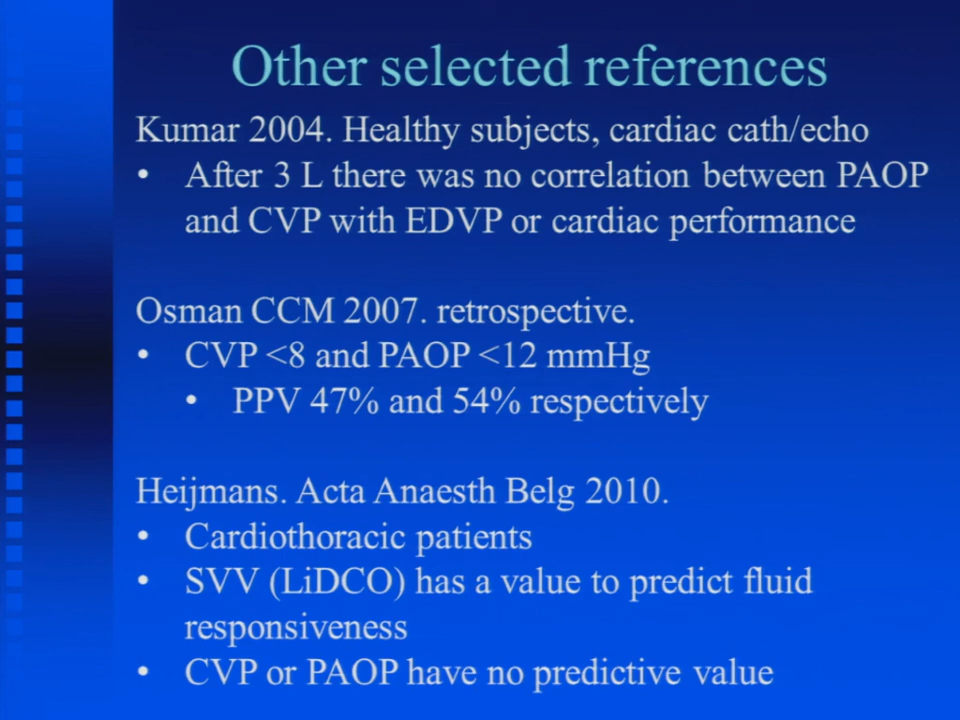 Other selected references
Kumar 2004. Healthy subjects, cardiac cath/echo
• After 3 L there was no correlation between PAOP
and CVP with EDVP or cardiac performance
Osman CCM 2007. retrospective.
• CVP <8 and PAOP <12 mmHg
• PPV 47% and 54% respectively
Heijmans. Acta Anaesth Belg 2010.
• Cardiothoracic patients
• SVV (LiDCO) has a value to predict fluid
responsiveness
• CVP or PAOP have no predictive value